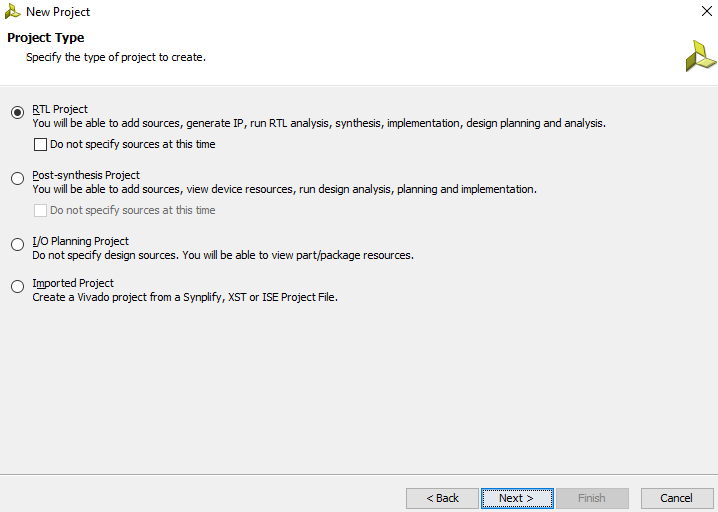 New Project
Project Type
Specify the type of project to create.
RTL Project
You will be able to add sources, generate IP, run RTL analysis, synthesis, implementation, design planning and analysis.
Do not specify sources at this time
Post-synthesis Project
You will be able to add sources, view device resources, run design analysis, planning and implementation.
Do not specify sources at this time
I/O Planning Project
Do not specify design sources. You will be able to view part/package resources.
Imported Project
Create a Vivado project from a Synplify, XST or ISE Project File.
< Back Next > Finish Cancel